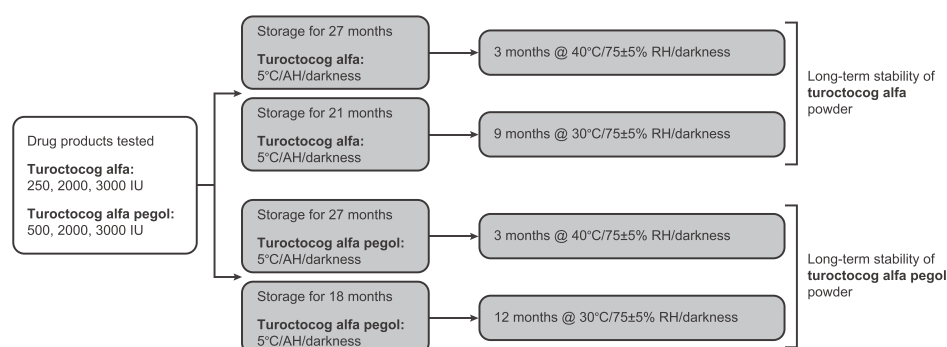 Drug products tested
Turoctocog alfa:
250, 2000, 3000 IU
Turoctocog alfa pegol:
500, 2000, 3000 IU
Storage for 27 months
Turoctocog alfa:
5°C/AH/darkness
3 months @ 40°C/75±5% RH/darkness
Storage for 21 months
Turoctocog alfa:
5°C/AH/darkness
9 months @ 30°C/75±5% RH/darkness
Long-term stability of
turoctocog alfa
powder
Storage for 27 months
Turoctocog alfa pegol:
5°C/AH/darkness
3 months @ 40°C/75±5% RH/darkness
Storage for 18 months
Turoctocog alfa pegol:
5°C/AH/darkness
12 months @ 30°C/75±5% RH/darkness
Long-term stability of
turoctocog alfa pegol
powder